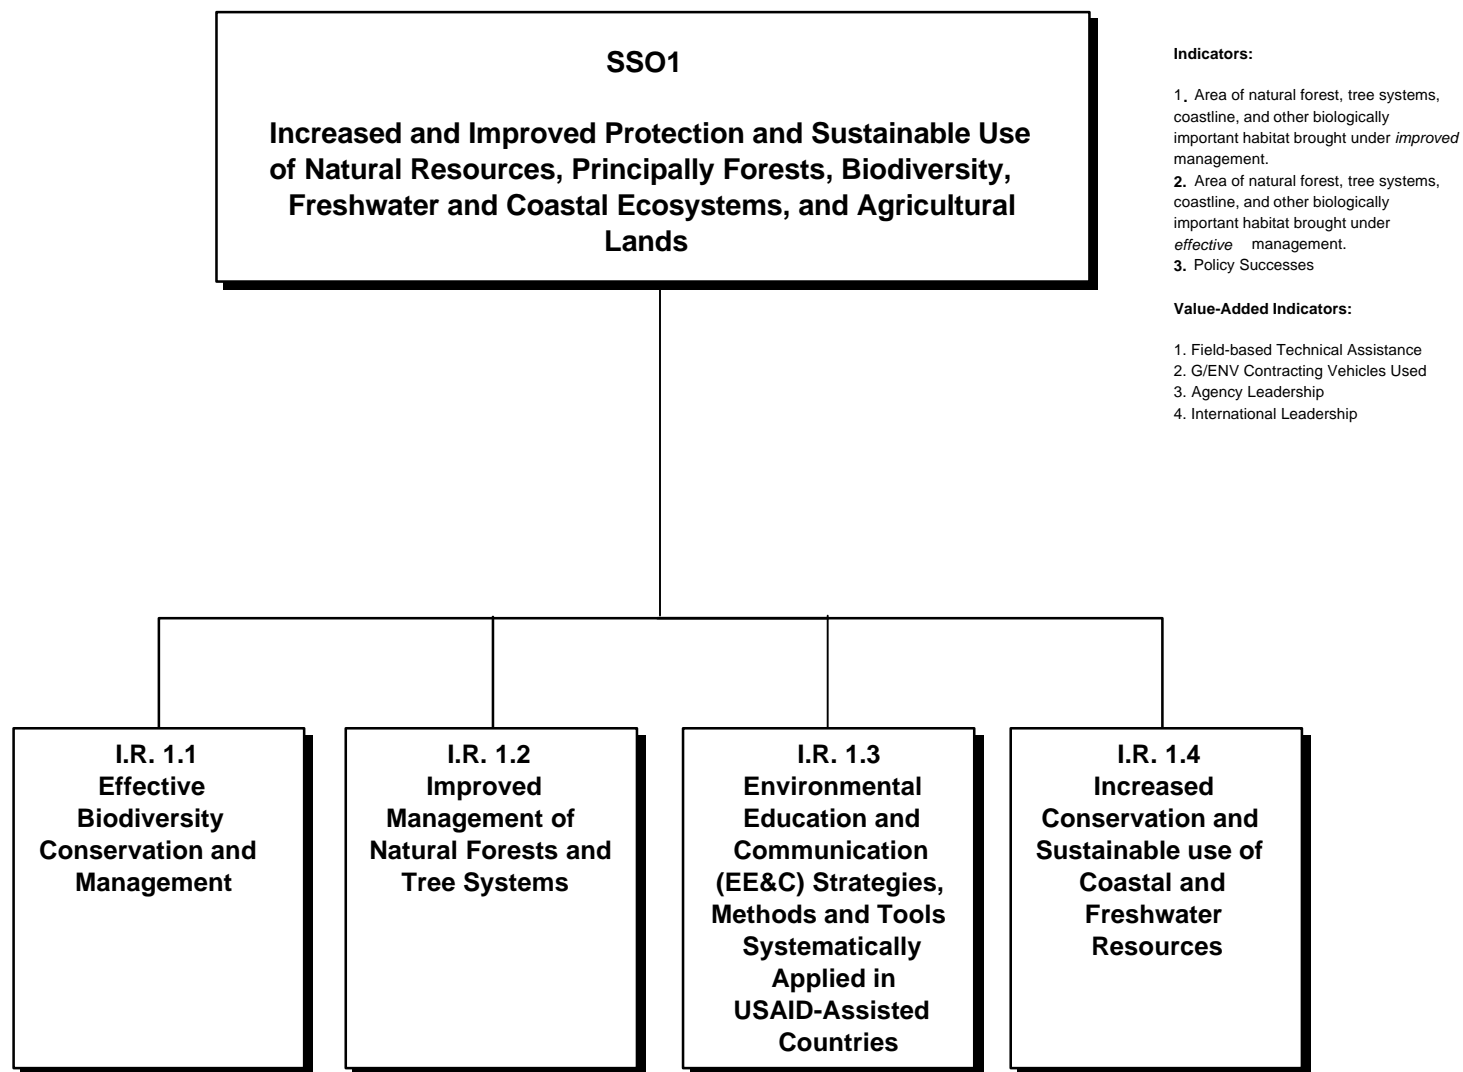 SSO1
Increased and Improved Protection and Sustainable Use
of Natural Resources, Principally Forests, Biodiversity,
Freshwater and Coastal Ecosystems, and Agricultural
Lands
Indicators:
1. Area of natural forest, tree systems,
coastline, and other biologically
important habitat brought under improved
management.
2. Area of natural forest, tree systems,
coastline, and other biologically
important habitat brought under
effective management.
3. Policy Successes
Value-Added Indicators:
1. Field-based Technical Assistance
2. G/ENV Contracting Vehicles Used
3. Agency Leadership
4. International Leadership
I.R. 1.1
Effective
Biodiversity
Conservation and
Management
I.R. 1.2
Improved
Management of
Natural Forests and
Tree Systems
I.R. 1.3
Environmental
Education and
Communication
(EE&C) Strategies,
Methods and Tools
Systematically
Applied in
USAID-Assisted
Countries
I.R. 1.4
Increased
Conservation and
Sustainable use of
Coastal and
Freshwater
Resources